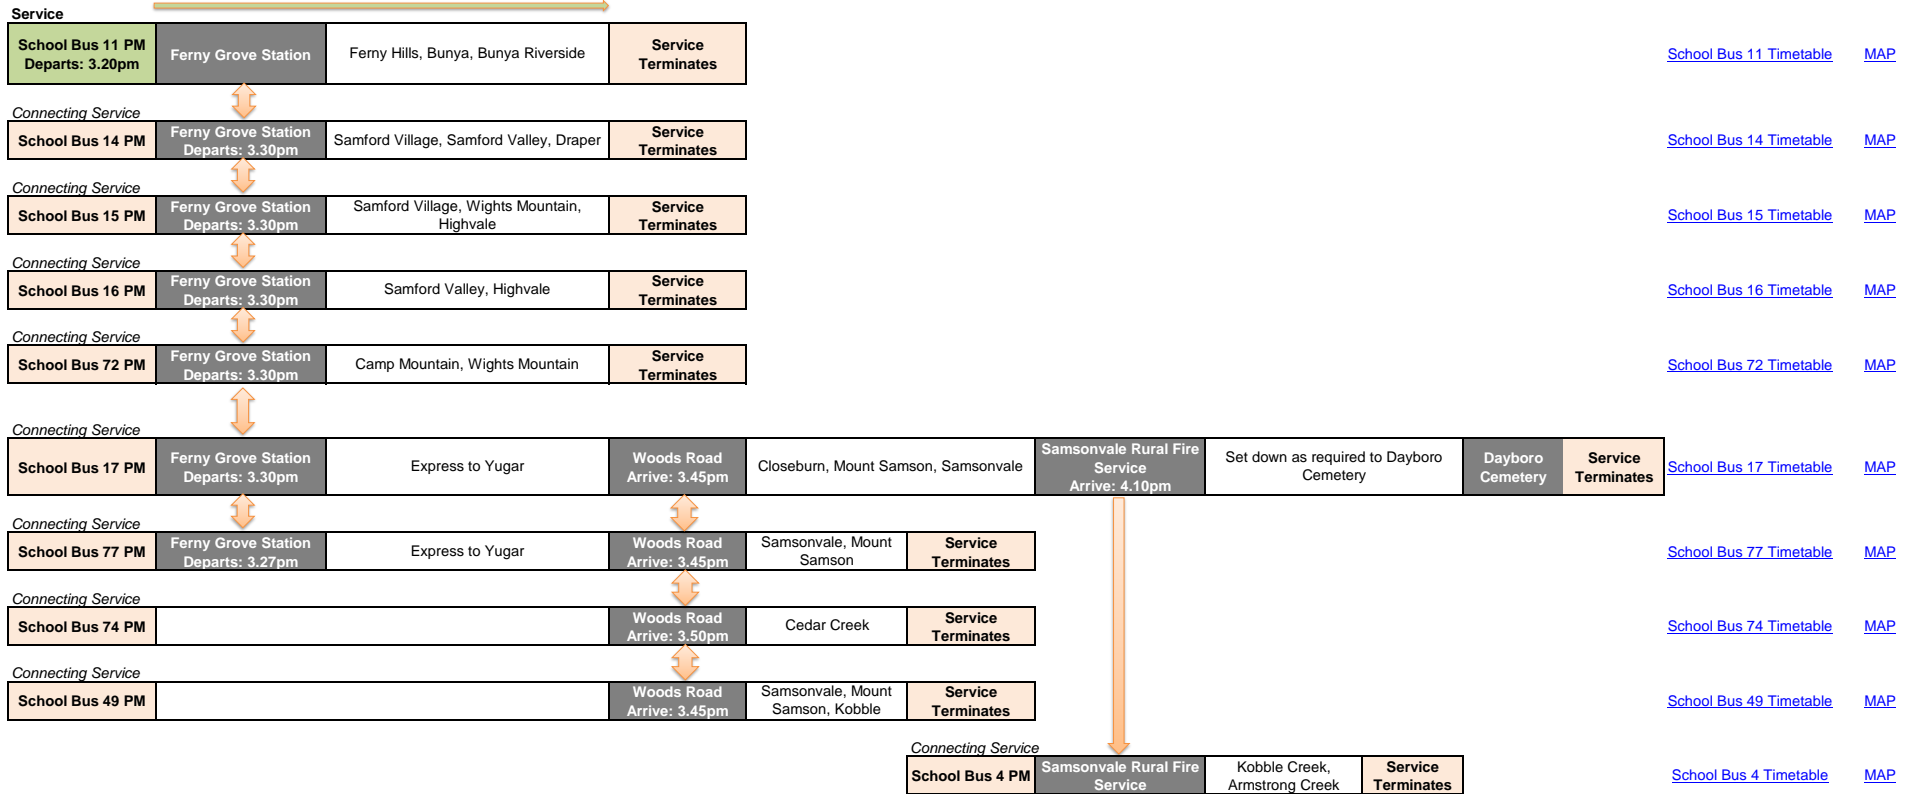 Service
School Bus 11 PM
Departs: 3.20pm
Ferny Grove Station
Ferny Hills, Bunya, Bunya Riverside
Service
Terminates
School Bus 11 Timetable
MAP
Connecting Service
School Bus 14 PM
Ferny Grove Station
Departs: 3.30pm
Samford Village, Samford Valley, Draper
Service
Terminates
School Bus 14 Timetable
MAP
Connecting Service
School Bus 15 PM
Ferny Grove Station
Departs: 3.30pm
Samford Village, Wights Mountain,
Highvale
Service
Terminates
School Bus 15 Timetable
MAP
Connecting Service
School Bus 16 PM
Ferny Grove Station
Departs: 3.30pm
Samford Valley, Highvale
Service
Terminates
School Bus 16 Timetable
MAP
Connecting Service
School Bus 72 PM
Ferny Grove Station
Departs: 3.30pm
Camp Mountain, Wights Mountain
Service
Terminates
School Bus 72 Timetable
MAP
Connecting Service
School Bus 17 PM
Ferny Grove Station
Departs: 3.30pm
Express to Yugar
Woods Road
Arrive: 3.45pm
Closeburn, Mount Samson, Samsonvale
Samsonvale Rural Fire
Service
Arrive: 4.10pm
Set down as required to Dayboro
Cemetery
Dayboro
Cemetery
Service
Terminates
School Bus 17 Timetable
MAP
Connecting Service
School Bus 77 PM
Ferny Grove Station
Departs: 3.27pm
Express to Yugar
Woods Road
Arrive: 3.45pm
Samsonvale, Mount
Samson
Service
Terminates
School Bus 77 Timetable
MAP
Connecting Service
School Bus 74 PM
Woods Road
Arrive: 3.50pm
Cedar Creek
Service
Terminates
School Bus 74 Timetable
MAP
Connecting Service
School Bus 49 PM
Woods Road
Arrive: 3.45pm
Samsonvale, Mount
Samson, Kobble
Service
Terminates
School Bus 49 Timetable
MAP
Connecting Service
School Bus 4 PM
Samsonvale Rural Fire
Service
Kobble Creek,
Armstrong Creek
Service
Terminates
School Bus 4 Timetable
MAP